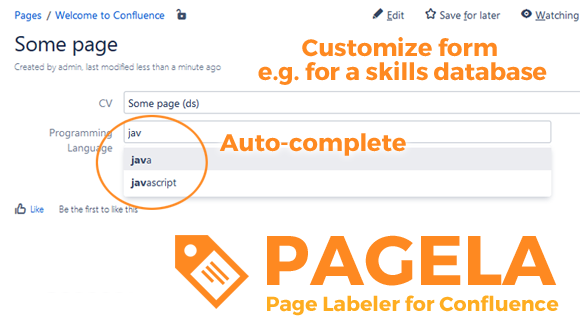 Pages / Welcome to Confluence
Edit Save for later Watching
Some page
Created by admin, last modified less than a minute ago
Customize form
e.g. for a skills database
CV Some page (ds)
Programming Language jav
Auto-complete
java
javascript
Like Be the first to like this
PAGELA
Page Labeler for Confluence